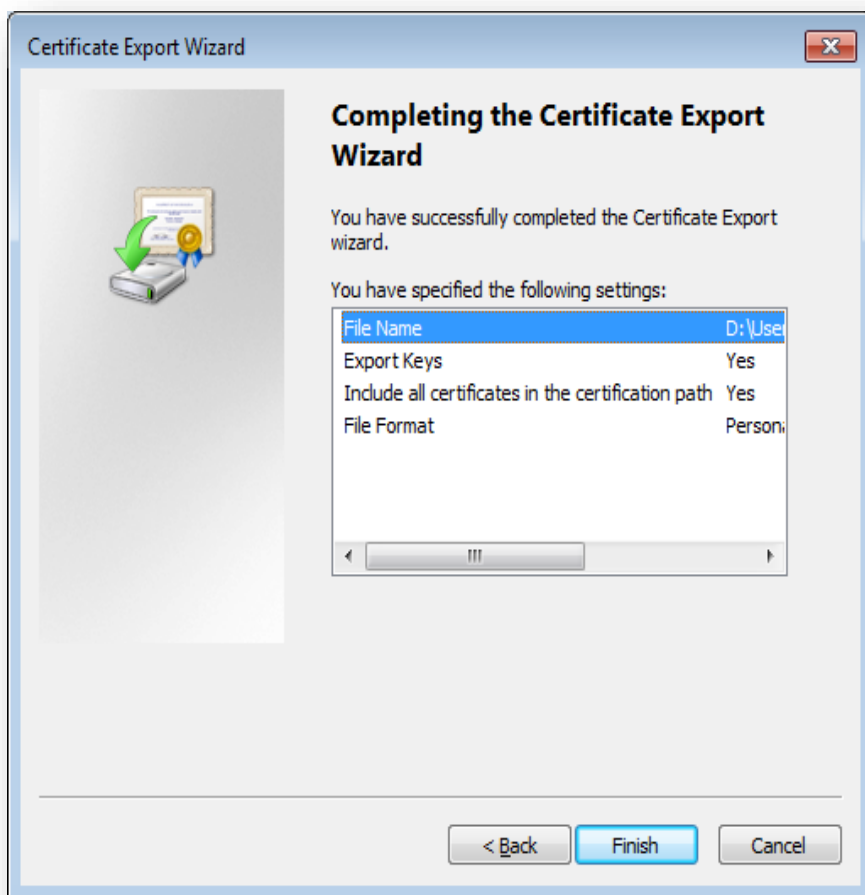 Certificate Export Wizard
Completing the Certificate Export
Wizard
You have successfully completed the Certificate Export
wizard.
You have specified the following settings:
File Name D:\User
Export Keys Yes
Include all certificates in the certification path Yes
File Format Persona
< Back Finish Cancel